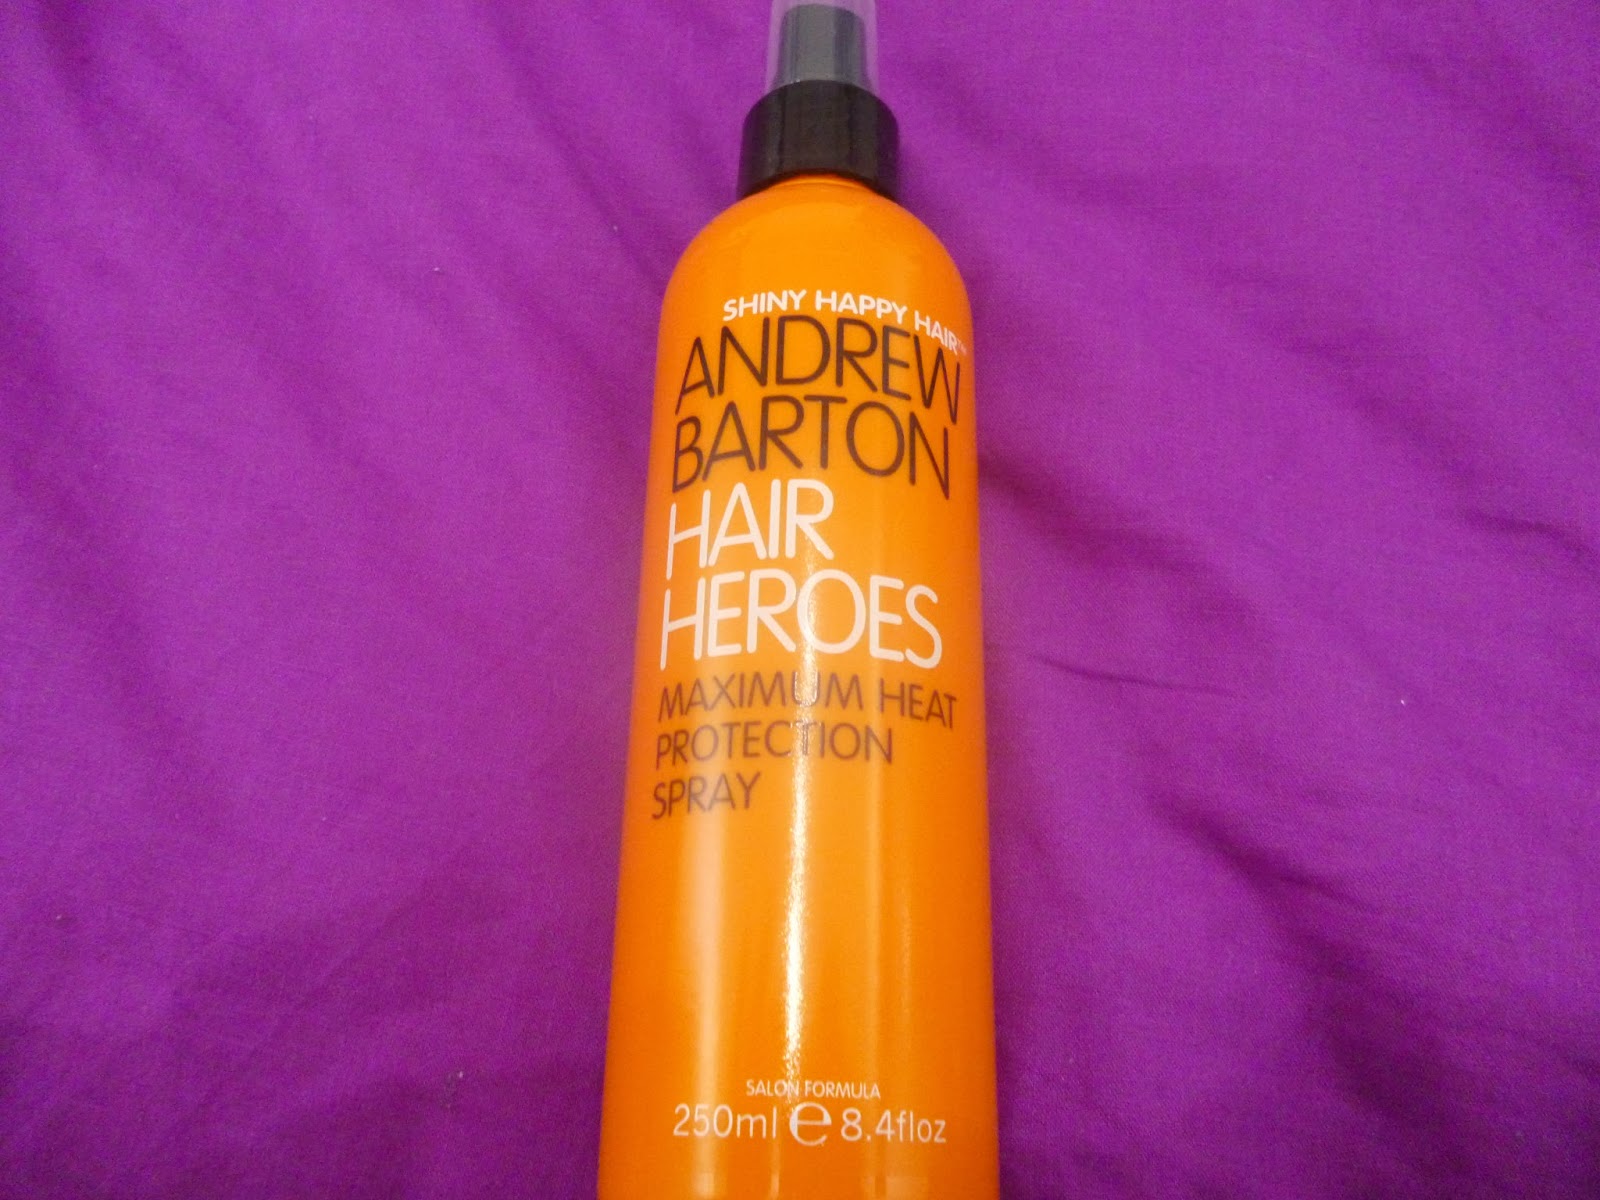 SHINY HAPPY HAIR™
ANDREW
BARTON
HAIR
HEROES
MAXIMUM HEAT
PROTECTION
SPRAY
SALON FORMULA
250ml ℮ 8.4floz